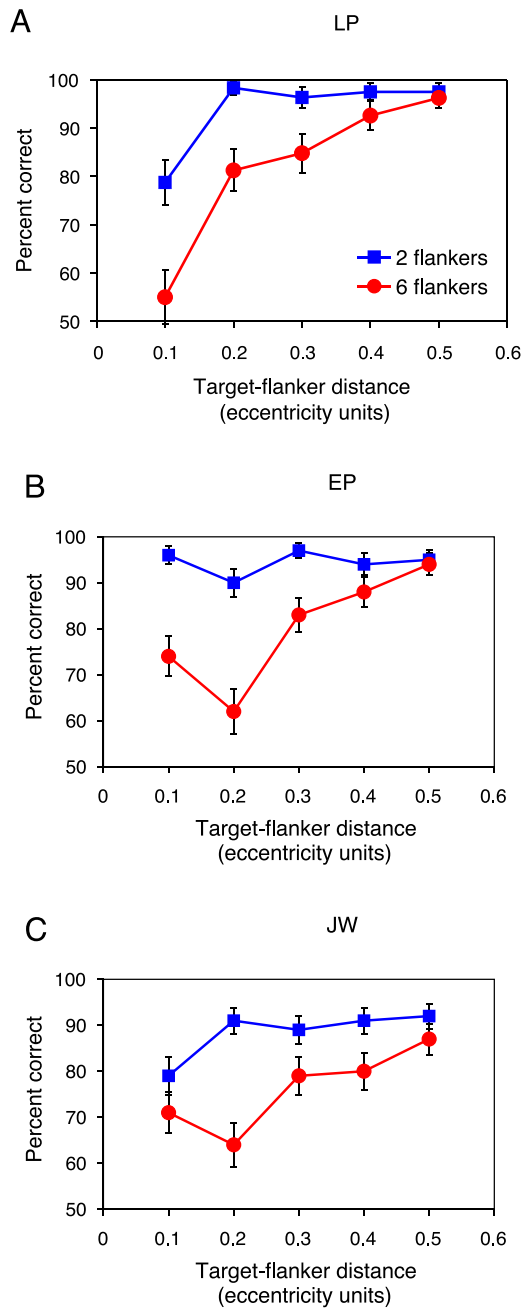 A
LP
100
90
80
70
60
50
Percent correct
2 flankers
6 flankers
0 0.1 0.2 0.3 0.4 0.5 0.6
Target-flanker distance
(eccentricity units)
B
EP
100
90
80
70
60
50
Percent correct
0 0.1 0.2 0.3 0.4 0.5 0.6
Target-flanker distance
(eccentricity units)
C
JW
100
90
80
70
60
50
Percent correct
0 0.1 0.2 0.3 0.4 0.5 0.6
Target-flanker distance
(eccentricity units)